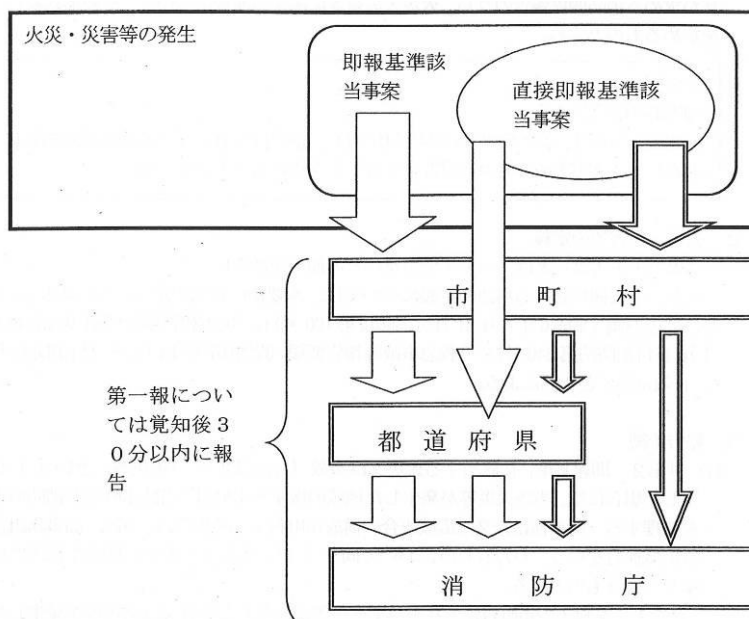 火災・災害等の発生
即報基準該
当事案
直接即報基準該
当事案
市町村
第一報につい
ては覚知後３
０分以内に報
告
都道府県
消防庁